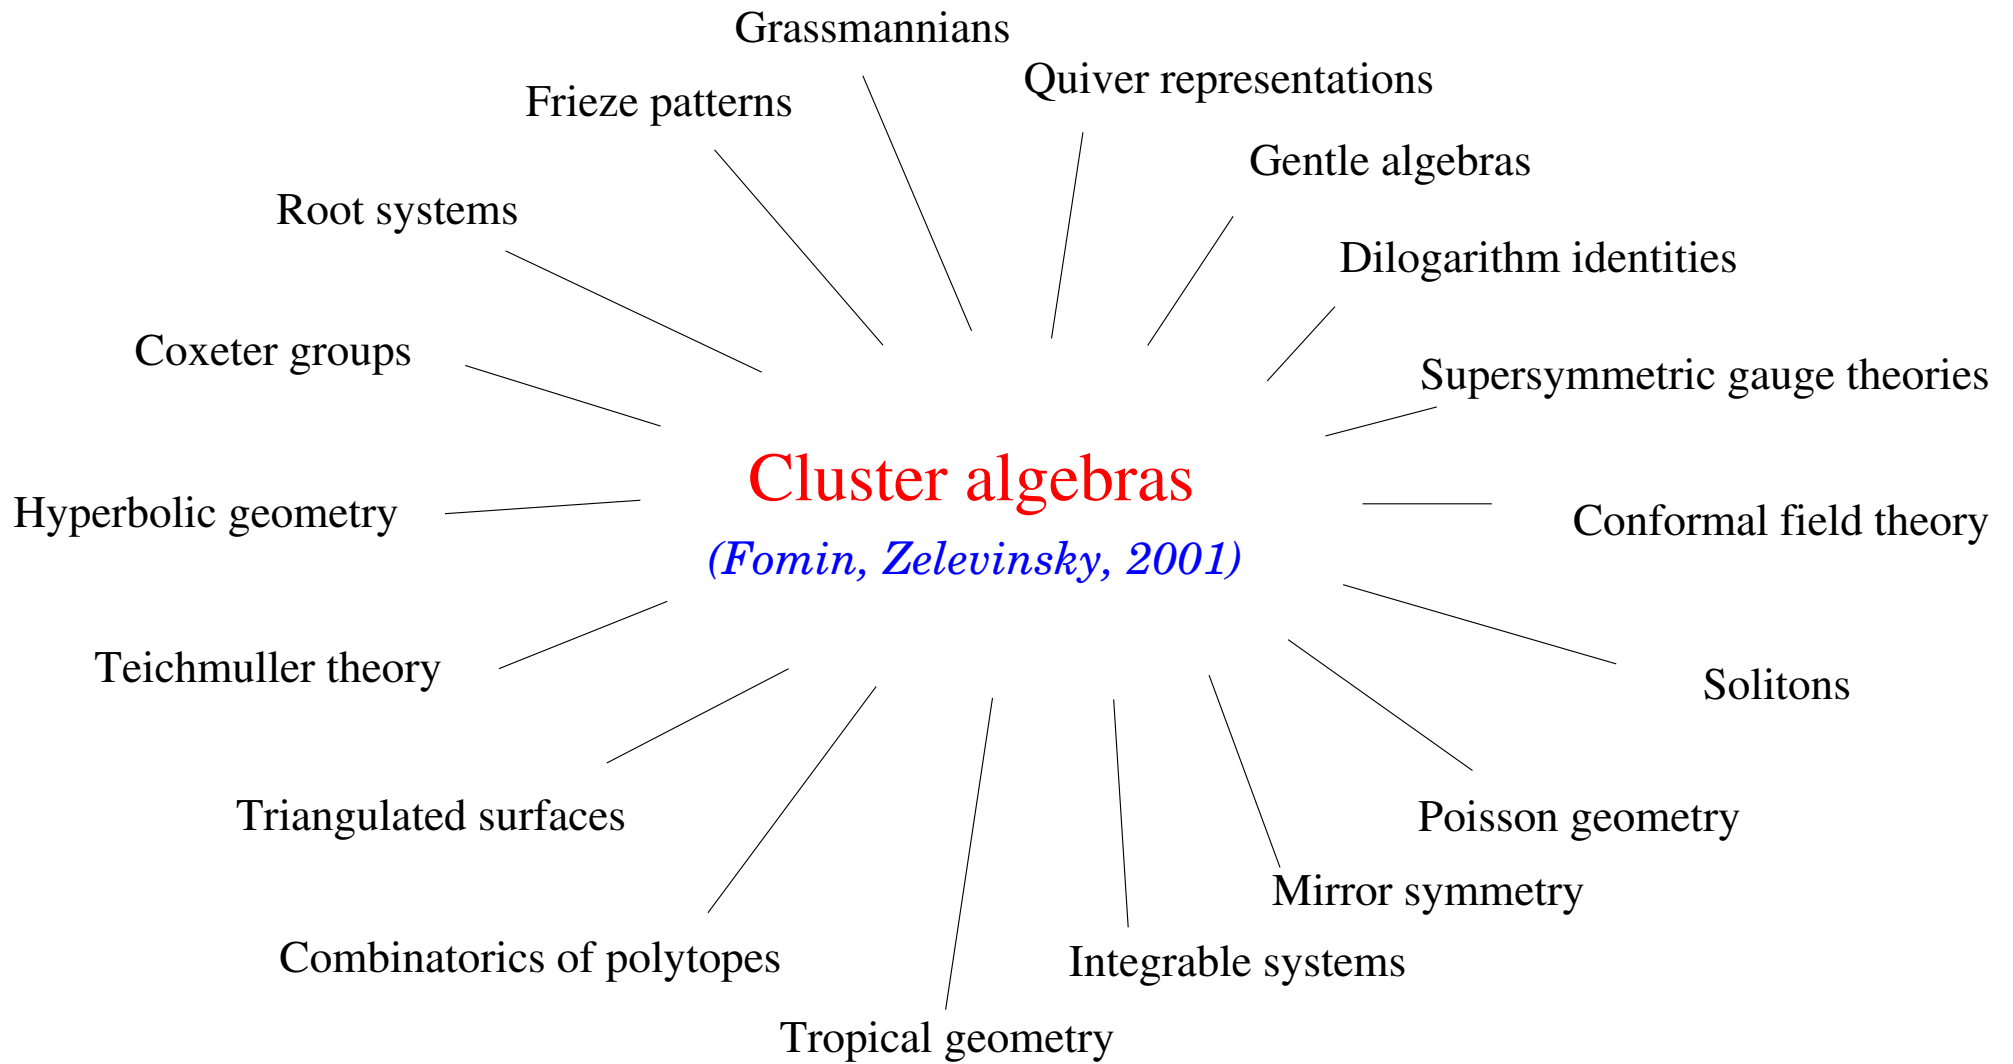 Grassmannians
Quiver representations
Frieze patterns
Gentle algebras
Root systems
Dilogarithm identities
Coxeter groups
Supersymmetric gauge theories
Cluster algebras
Hyperbolic geometry
Conformal field theory
(Fomin, Zelevinsky, 2001)
Teichmuller theory
Solitons
Triangulated surfaces
Poisson geometry
Mirror symmetry
Combinatorics of polytopes
Integrable systems
Tropical geometry